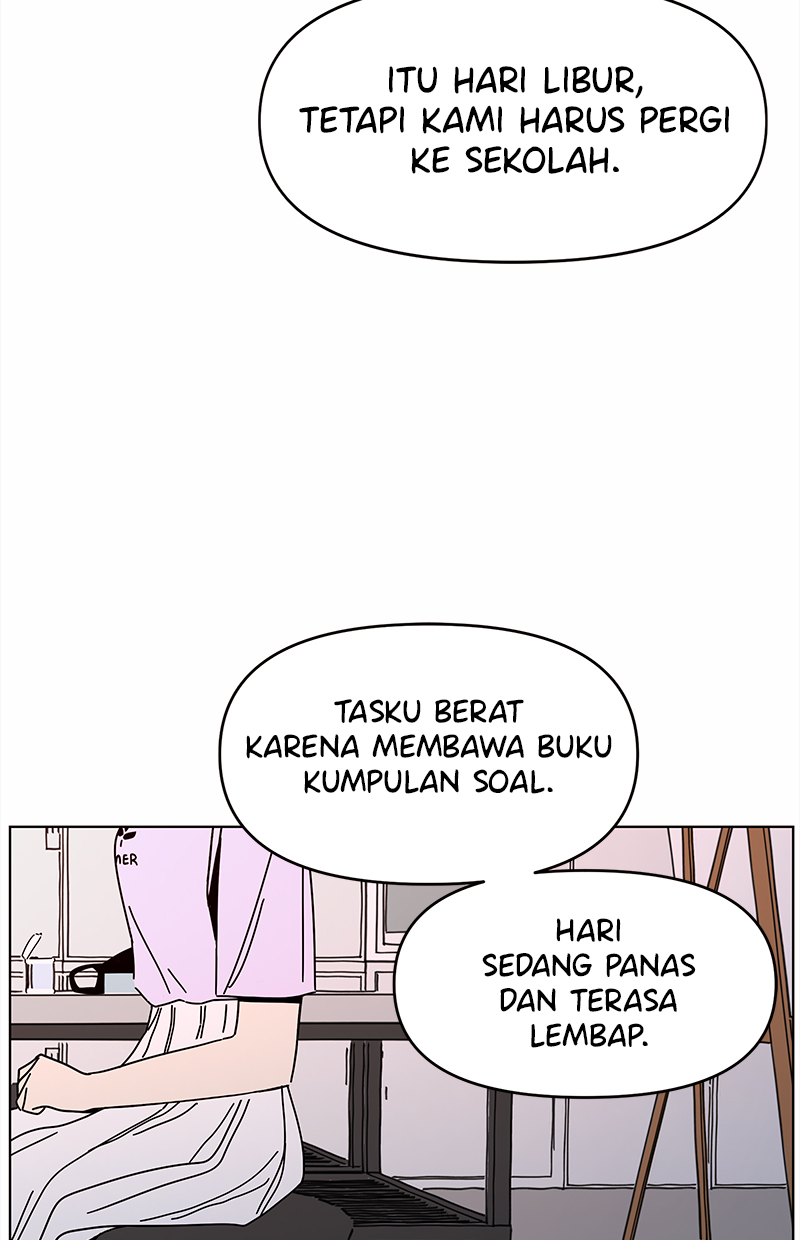 ITU HARI LIBUR,
TETAPI KAMI HARUS PERGI
KE SEKOLAH.
TASKU BERAT
KARENA MEMBAWA BUKU
KUMPULAN SOAL.
HARI
SEDANG PANAS
DAN TERASA
LEMBAP.